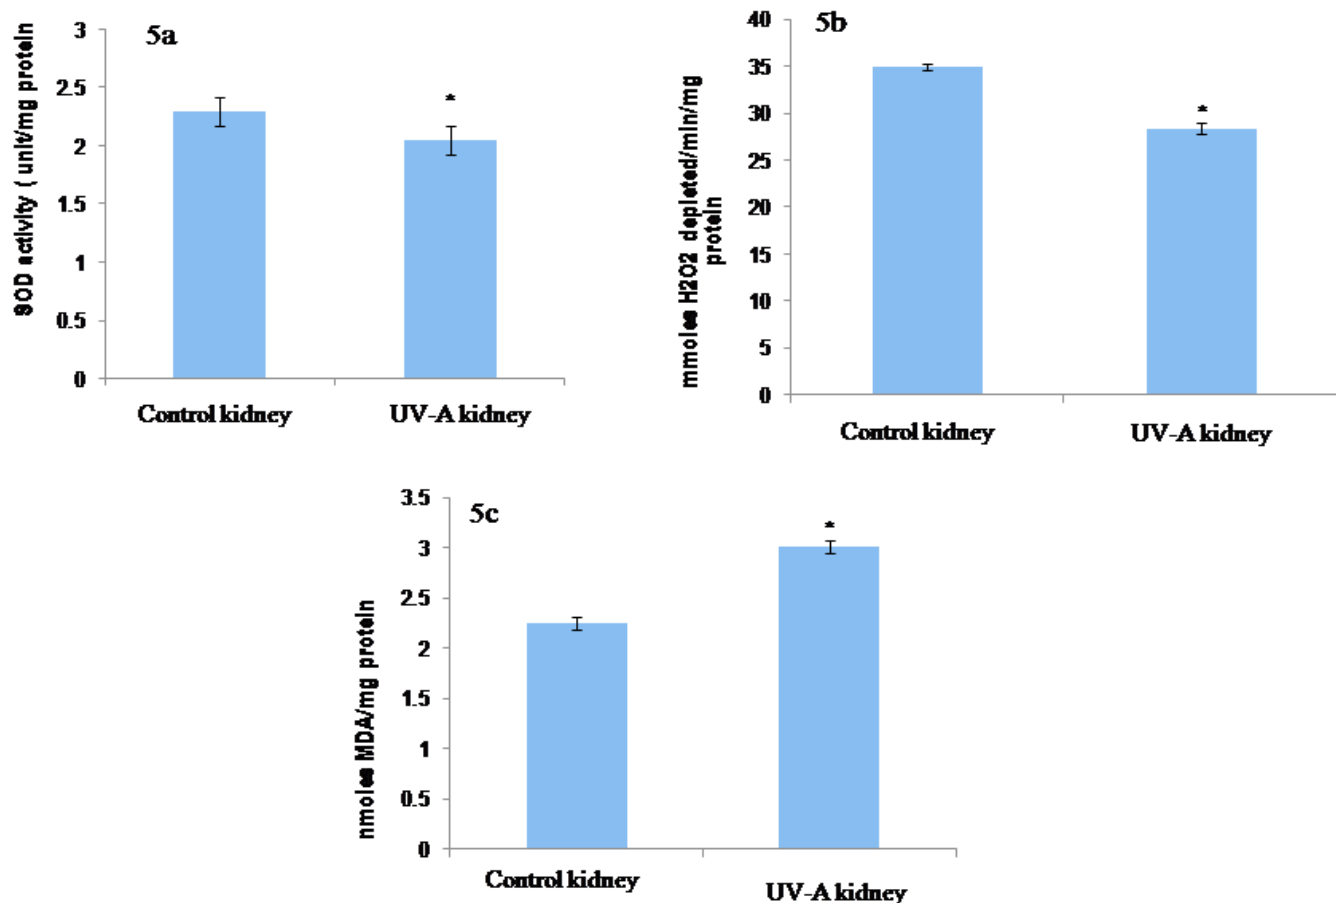 5a
SOD activity ( unit/mg protein
3
2.5
2
1.5
1
0.5
0
*
Control kidney
UV-A kidney
5b
mmoles H2O2 depleted/min/mg
protein
40
35
30
25
20
15
10
5
0
*
Control kidney
UV-A kidney
5c
nmoles MDA/mg protein
3.5
3
2.5
2
1.5
1
0.5
0
*
Control kidney
UV-A kidney